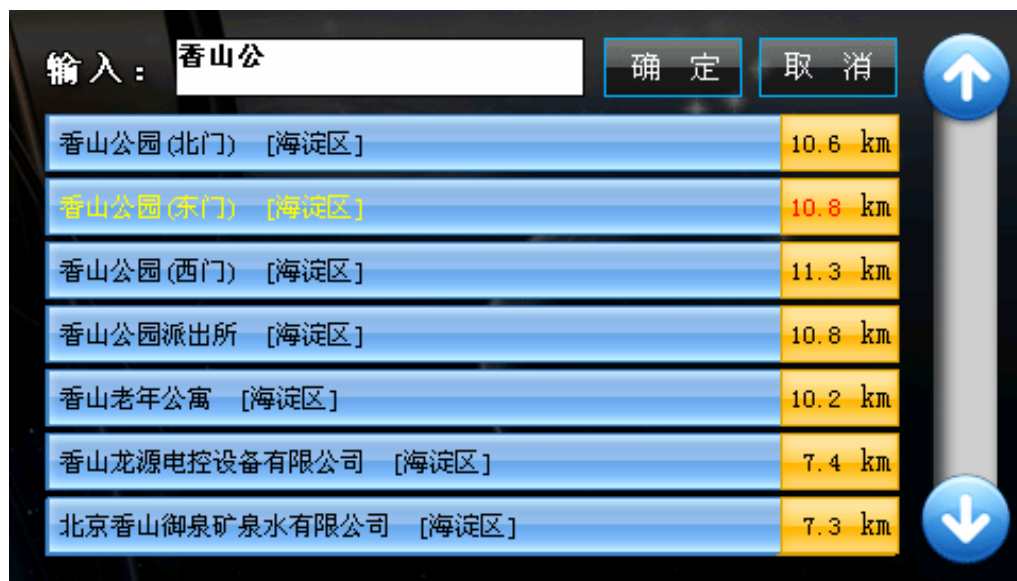 输入： 香山公 确 定 取 消
香山公园(北门) [海淀区] 10.6 km
香山公园(东门) [海淀区] 10.8 km
香山公园(西门) [海淀区] 11.3 km
香山公园派出所 [海淀区] 10.8 km
香山老年公寓 [海淀区] 10.2 km
香山龙源电控设备有限公司 [海淀区] 7.4 km
北京香山御泉矿泉水有限公司 [海淀区] 7.3 km